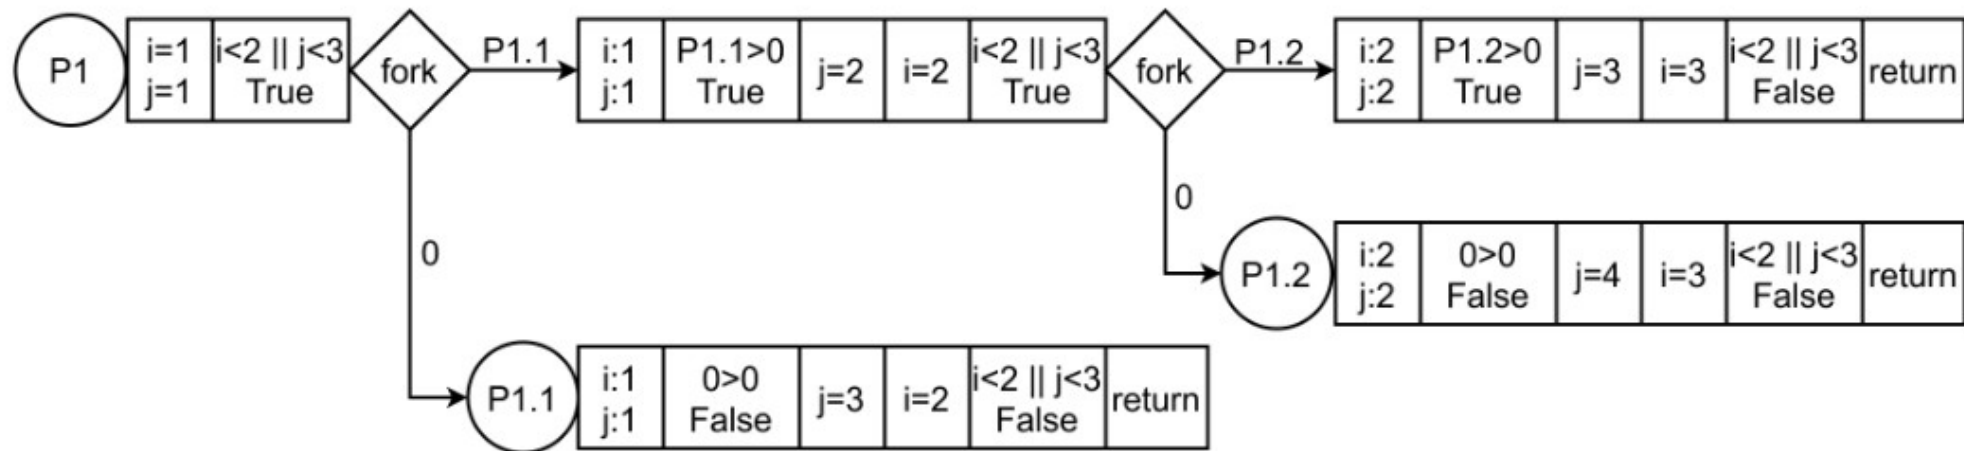 P1
i=1
j=1
i<2 || j<3
True
fork
P1.1
i:1
j:1
P1.1>0
True
j=2
i=2
i<2 || j<3
True
fork
P1.2
i:2
j:2
P1.2>0
True
j=3
i=3
i<2 || j<3
False
return
0
P1.2
i:2
j:2
0>0
False
j=4
i=3
i<2 || j<3
False
return
0
P1.1
i:1
j:1
0>0
False
j=3
i=2
i<2 || j<3
False
return